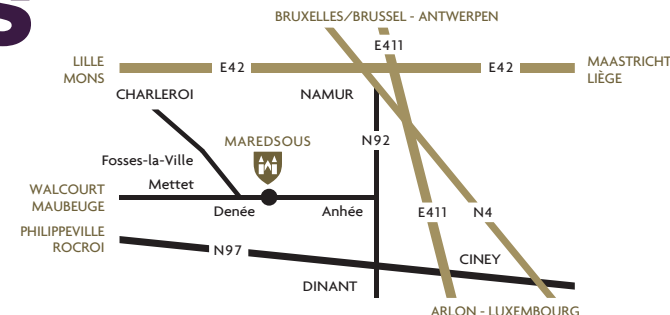 S
BRUXELLES/BRUSSEL - ANTWERPEN
E411
LILLE
MONS
E42
E42
MAASTRICHT
LIÈGE
CHARLEROI
NAMUR
MAREDSOUS
N92
Fosses-la-Ville
Mettet
WALCOURT
MAUBEUGE
Denée
Anhée
E411
N4
PHILIPPEVILLE
ROCROI
N97
CINEY
DINANT
ARLON - LUXEMBOURG